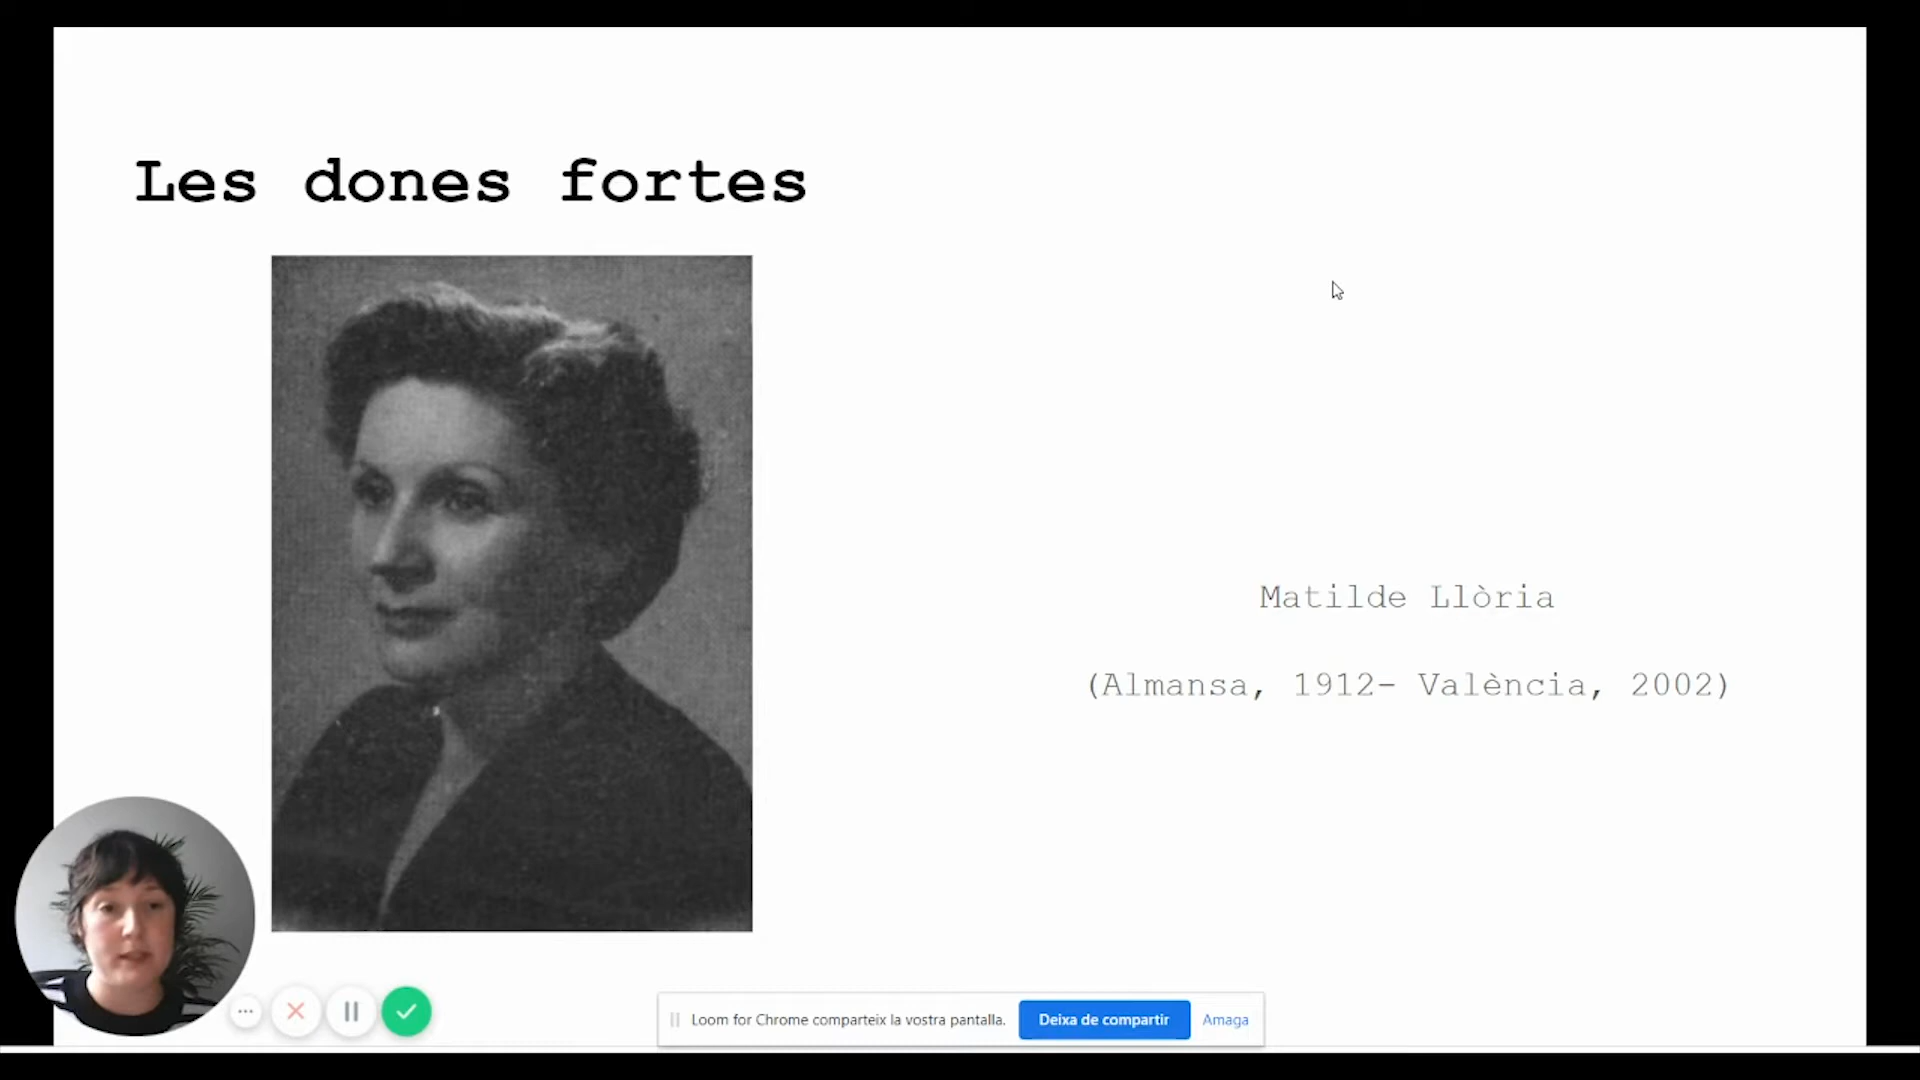 Les dones fortes
Matilde Llòria
(Almansa, 1912- València, 2002)
Loom for Chrome comparteix la vostra pantalla.
Deixa de compartir
Amaga